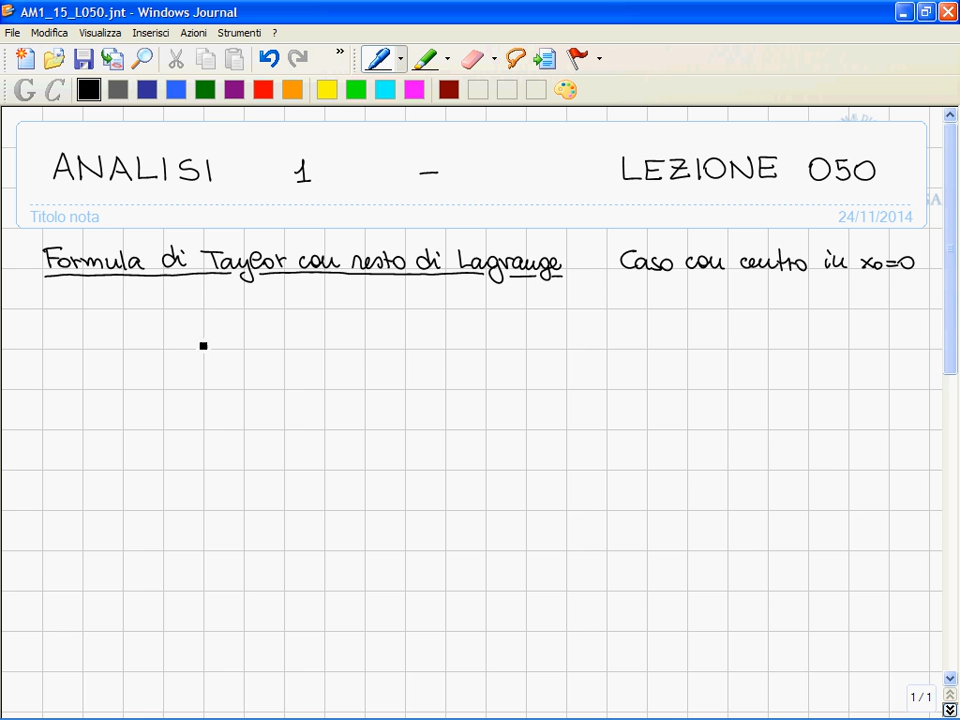 AM1_15_L050.jnt - Windows Journal
File Modifica Visualizza Inserisci Azioni Strumenti ?
»
G C
ANALISI 1 - LEZIONE 050
Titolo nota 24/11/2014
Formula di Taylor con resto di Lagrange Caso con centro in x0=0
1 / 1